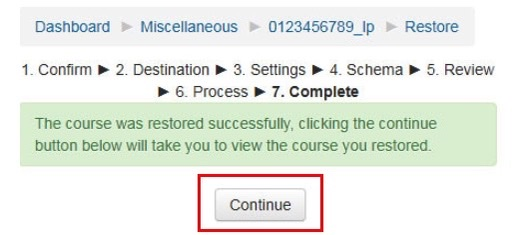 Dashboard ► Miscellaneous ► 0123456789_lp ► Restore
1. Confirm ► 2. Destination ► 3. Settings ► 4. Schema ► 5. Review
► 6. Process ► 7. Complete
The course was restored successfully, clicking the continue
button below will take you to view the course you restored.
Continue